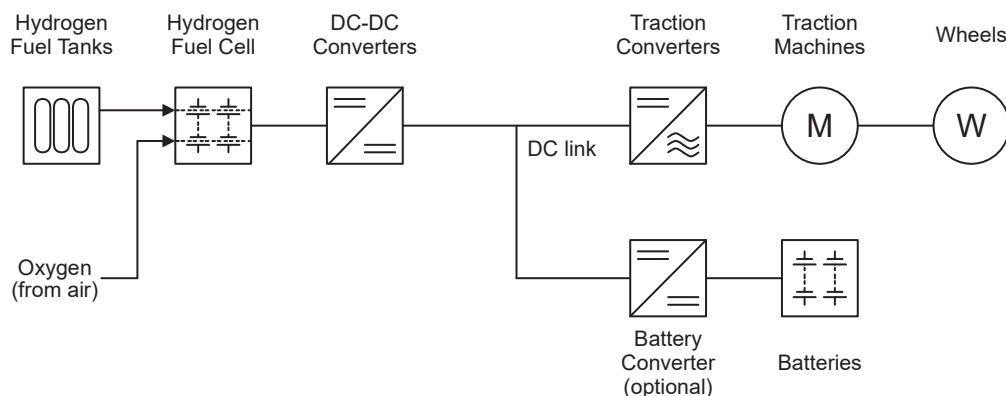 Hydrogen
Fuel Tanks
Hydrogen
Fuel Cell
DC-DC
Converters
Traction
Converters
Traction
Machines
Wheels
M
W
DC link
Oxygen
(from air)
Battery
Converter
(optional)
Batteries